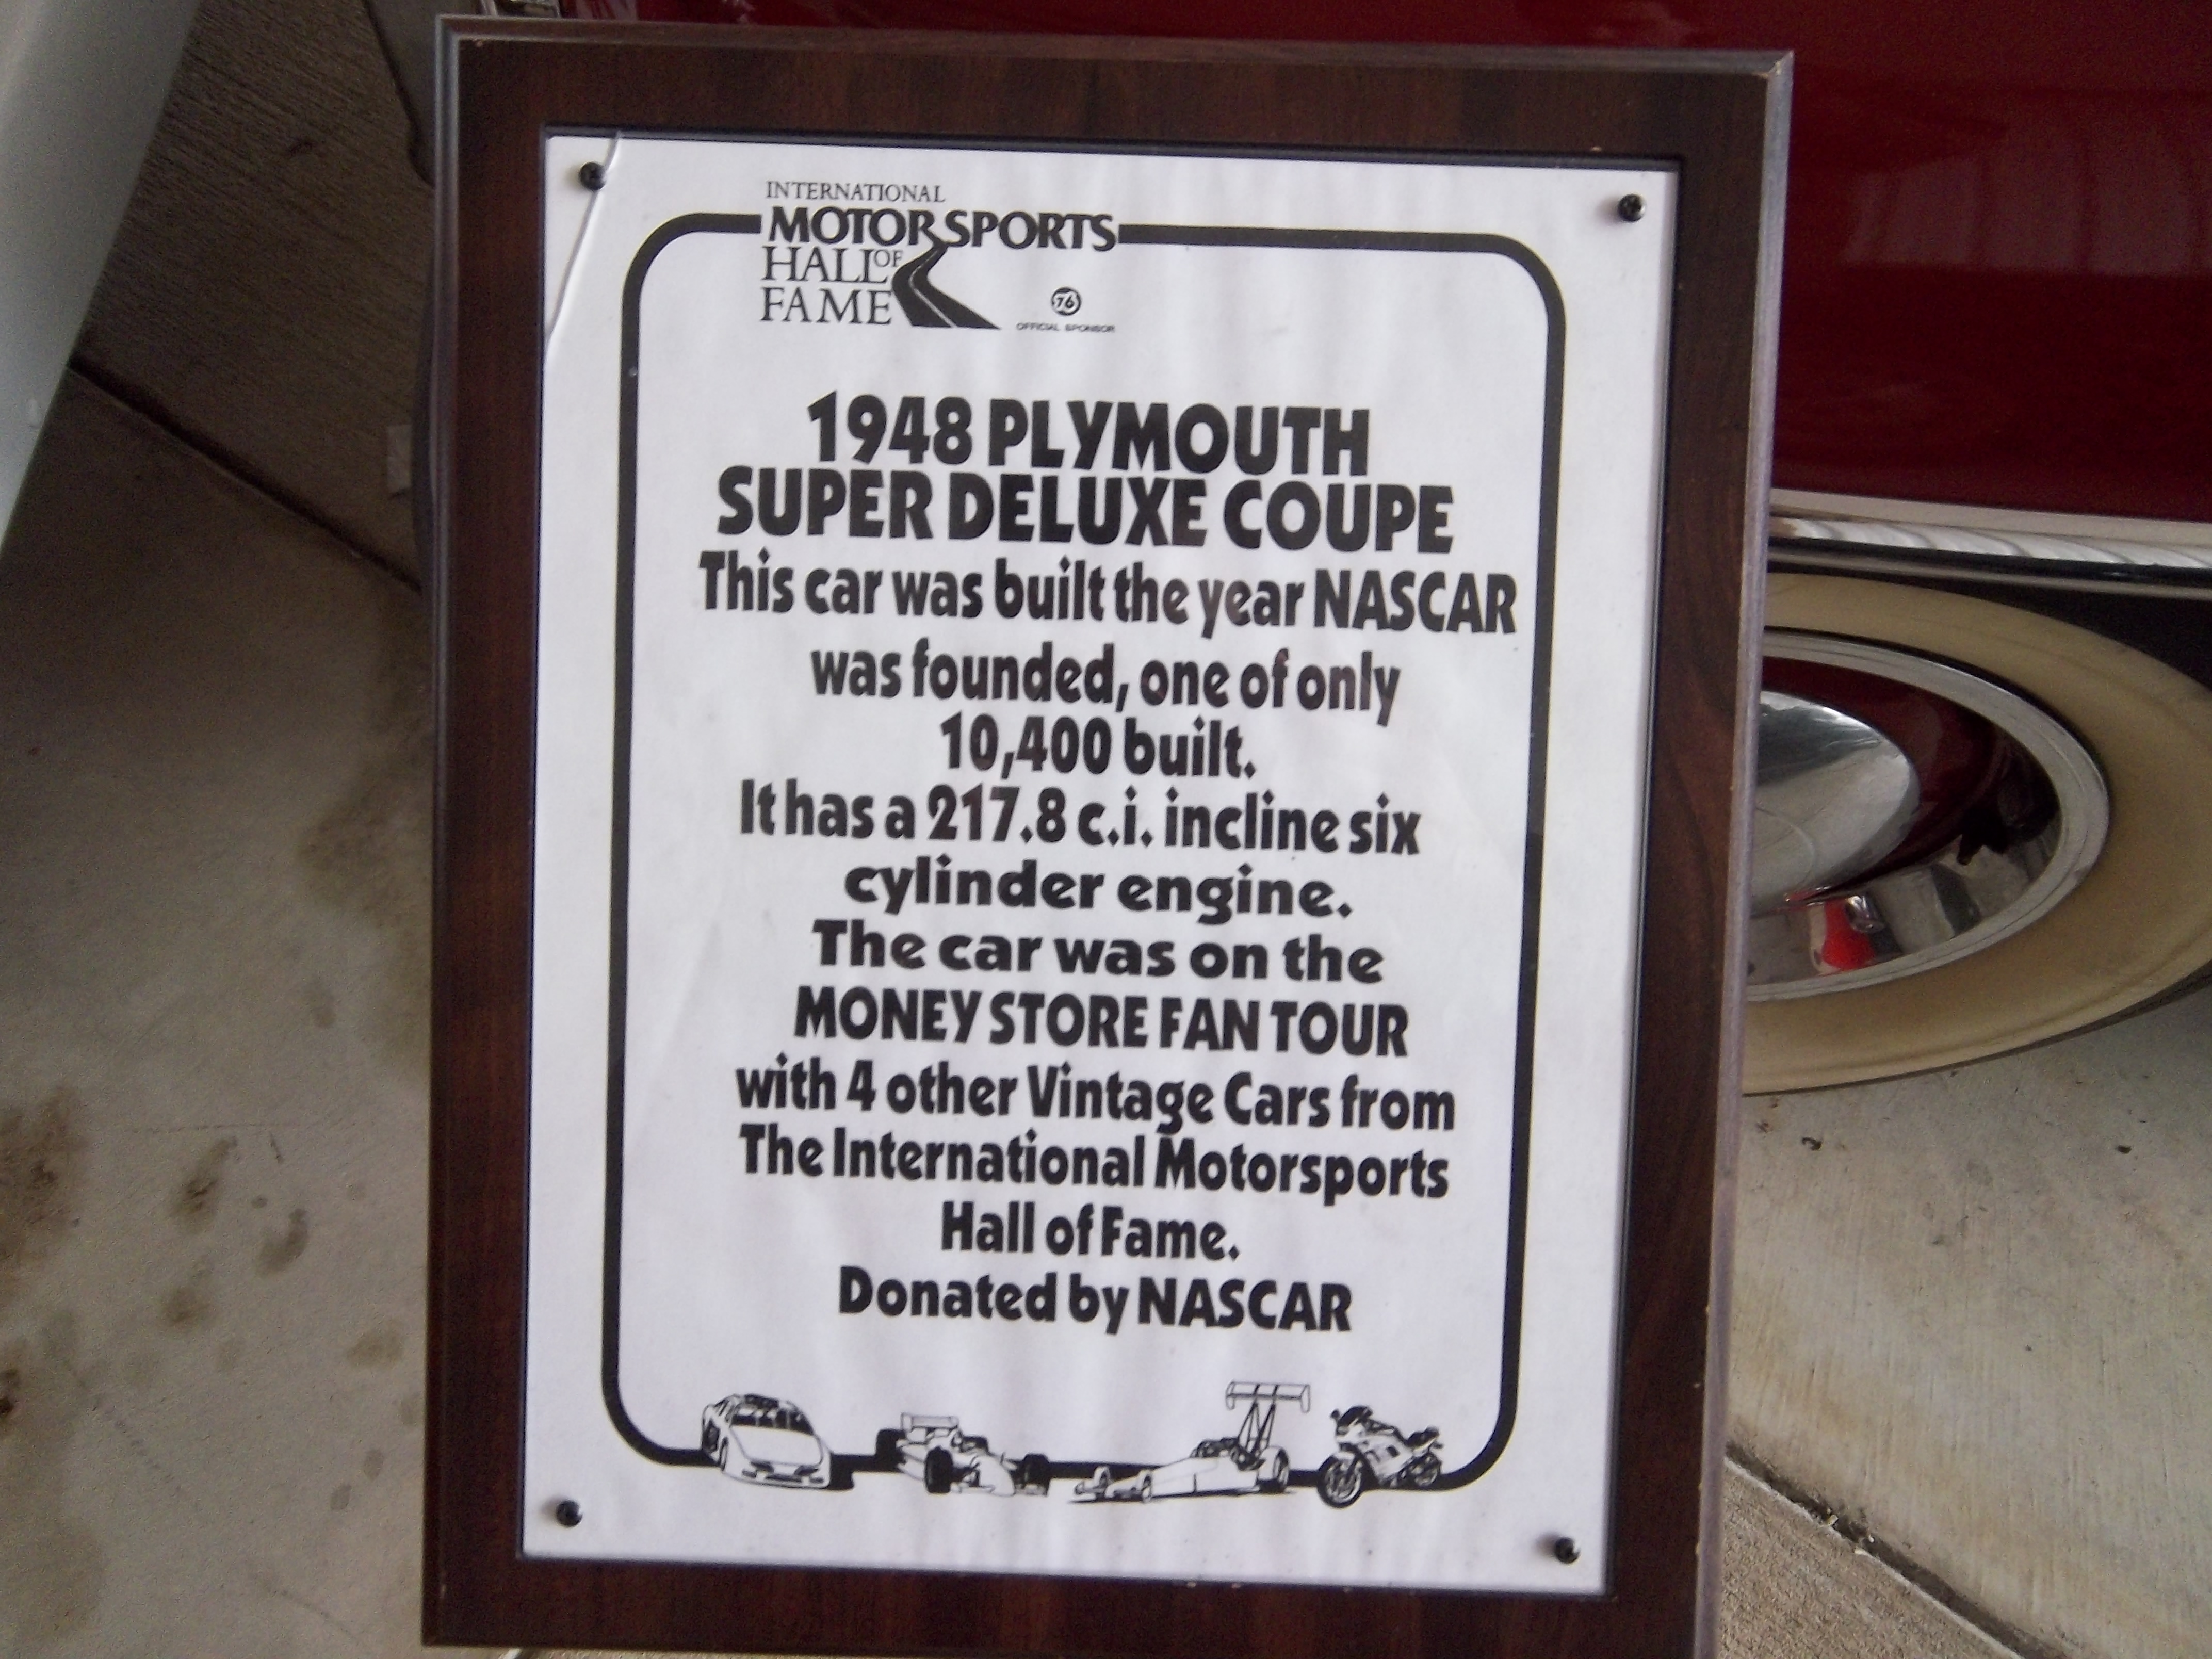 INTERNATIONAL
MOTORSPORTS
HALL OF
FAME
76
OFFICIAL SPONSOR
1948 PLYMOUTH
SUPER DELUXE COUPE
This car was built the year NASCAR
was founded, one of only
10,400 built.
It has a 217.8 c.i. incline six
cylinder engine.
The car was on the
MONEY STORE FAN TOUR
with 4 other Vintage Cars from
The International Motorsports
Hall of Fame.
Donated by NASCAR